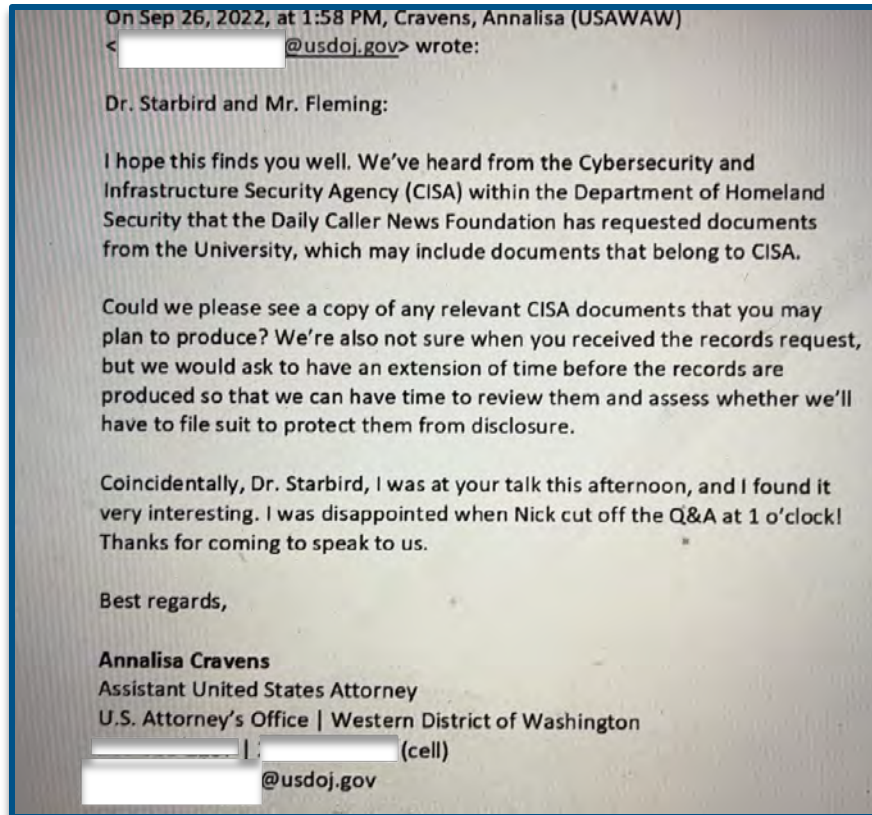 On Sep 26, 2022, at 1:58 PM, Cravens, Annalisa (USAWAW)
< @usdoj.gov> wrote:
Dr. Starbird and Mr. Fleming:
I hope this finds you well. We've heard from the Cybersecurity and
Infrastructure Security Agency (CISA) within the Department of Homeland
Security that the Daily Caller News Foundation has requested documents
from the University, which may include documents that belong to CISA.
Could we please see a copy of any relevant CISA documents that you may
plan to produce? We're also not sure when you received the records request,
but we would ask to have an extension of time before the records are
produced so that we can have time to review them and assess whether we'll
have to file suit to protect them from disclosure.
Coincidentally, Dr. Starbird, I was at your talk this afternoon, and I found it
very interesting. I was disappointed when Nick cut off the Q&A at 1 o'clock!
Thanks for coming to speak to us.
Best regards,
Annalisa Cravens
Assistant United States Attorney
U.S. Attorney's Office | Western District of Washington
| (cell)
@usdoj.gov